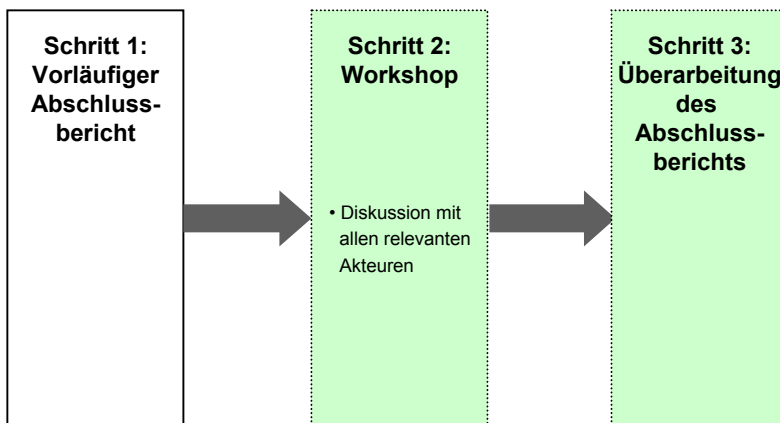 Schritt 1:
Vorläufiger
Abschluss-
bericht
Schritt 2:
Workshop
• Diskussion mit
allen relevanten
Akteuren
Schritt 3:
Überarbeitung
des
Abschluss-
berichts